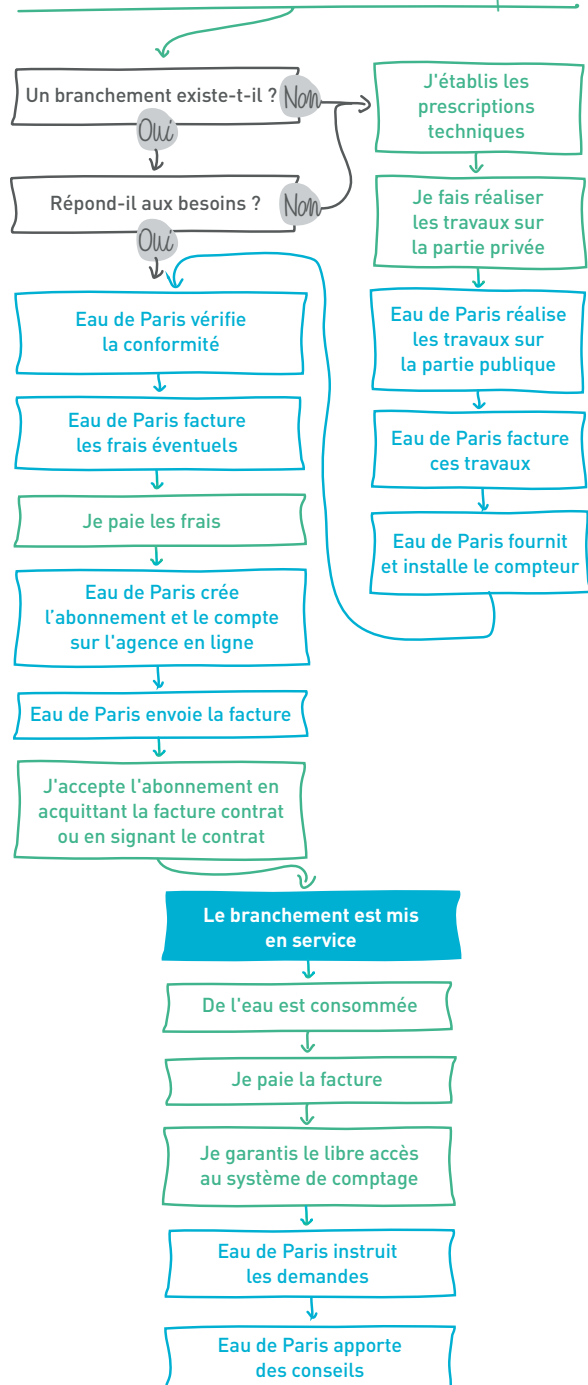 Un branchement existe-t-il ?
Non
Oui
Répond-il aux besoins ?
Non
Oui
Eau de Paris vérifie
la conformité
Eau de Paris facture
les frais éventuels
Je paie les frais
Eau de Paris crée
l’abonnement et le compte
sur l'agence en ligne
Eau de Paris envoie la facture
J'accepte l'abonnement en
acquittant la facture contrat
ou en signant le contrat
J'établis les
prescriptions
techniques
Je fais réaliser
les travaux sur
la partie privée
Eau de Paris réalise
les travaux sur
la partie publique
Eau de Paris facture
ces travaux
Eau de Paris fournit
et installe le compteur
Le branchement est mis
en service
De l'eau est consommée
Je paie la facture
Je garantis le libre accès
au système de comptage
Eau de Paris instruit
les demandes
Eau de Paris apporte
des conseils